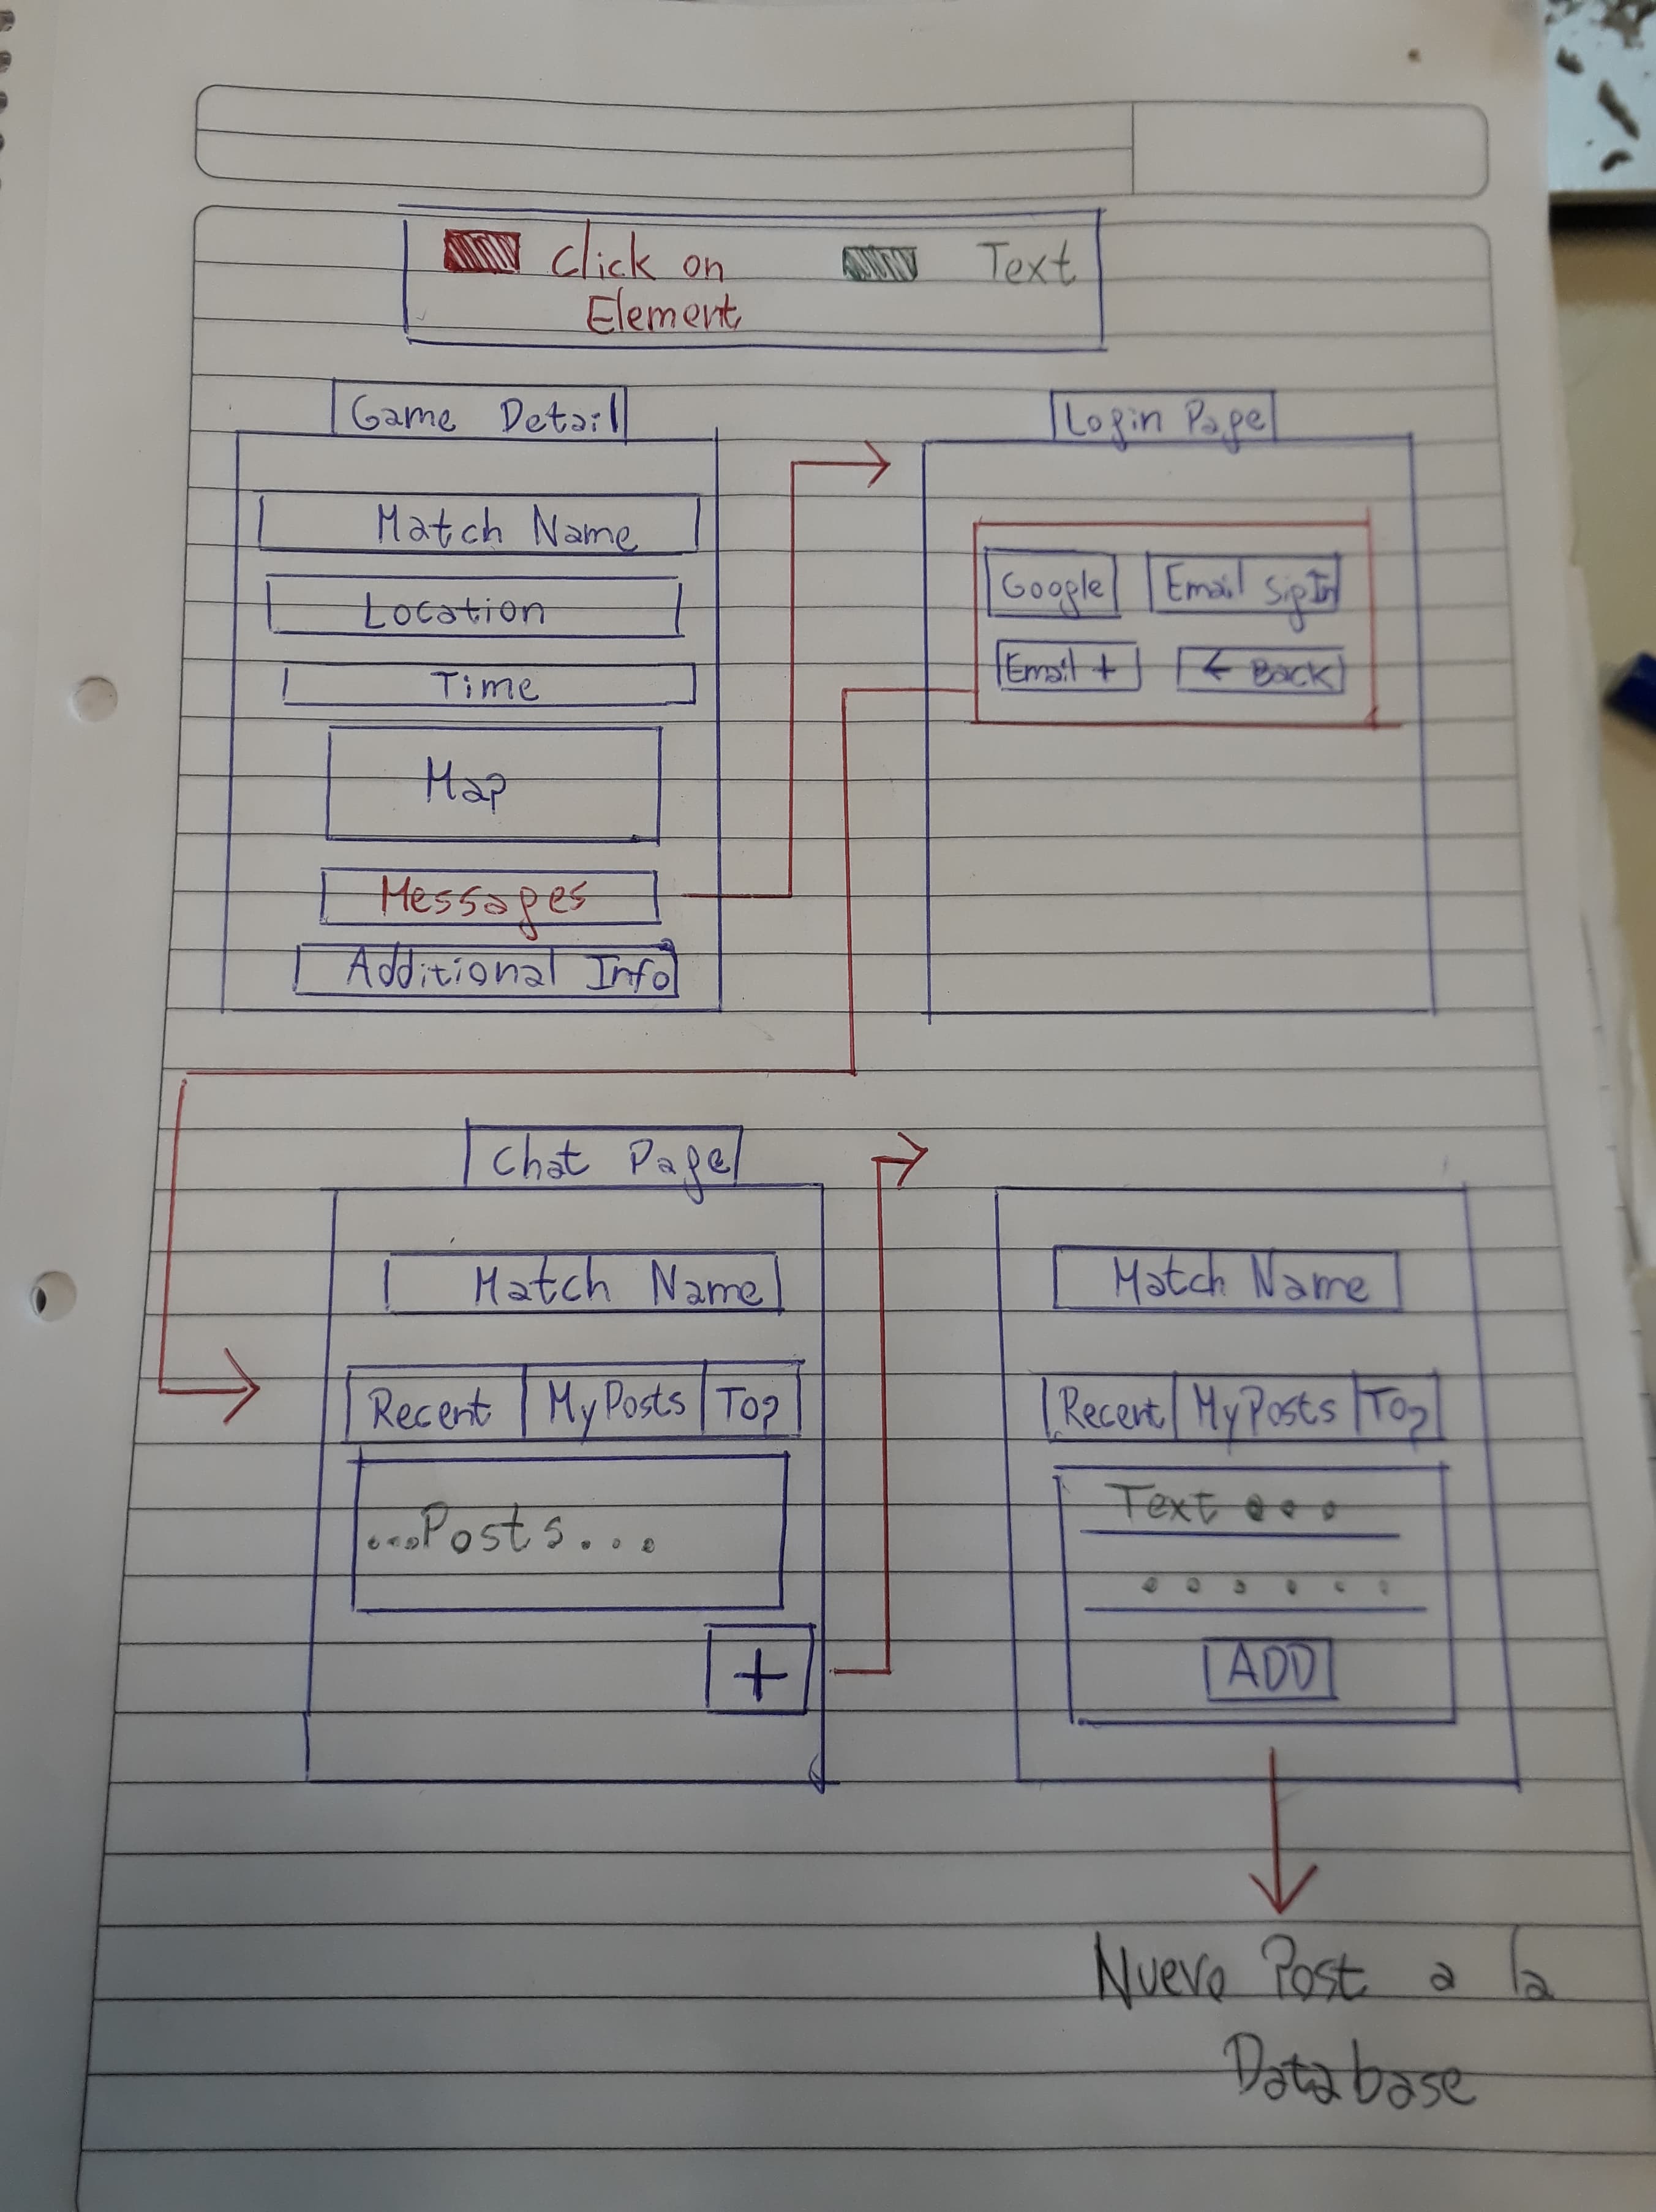 Click on
Element
Text
Game Detail
Match Name
Location
Time
Map
Messages
Additional Info
Login Page
Google
Email SignIn
Email +
← Back
Chat Page
Match Name
Recent
MyPosts
Top
...Posts...
+
Match Name
Recent
MyPosts
Top
Text ...
......
ADD
Nuevo Post a la
Database